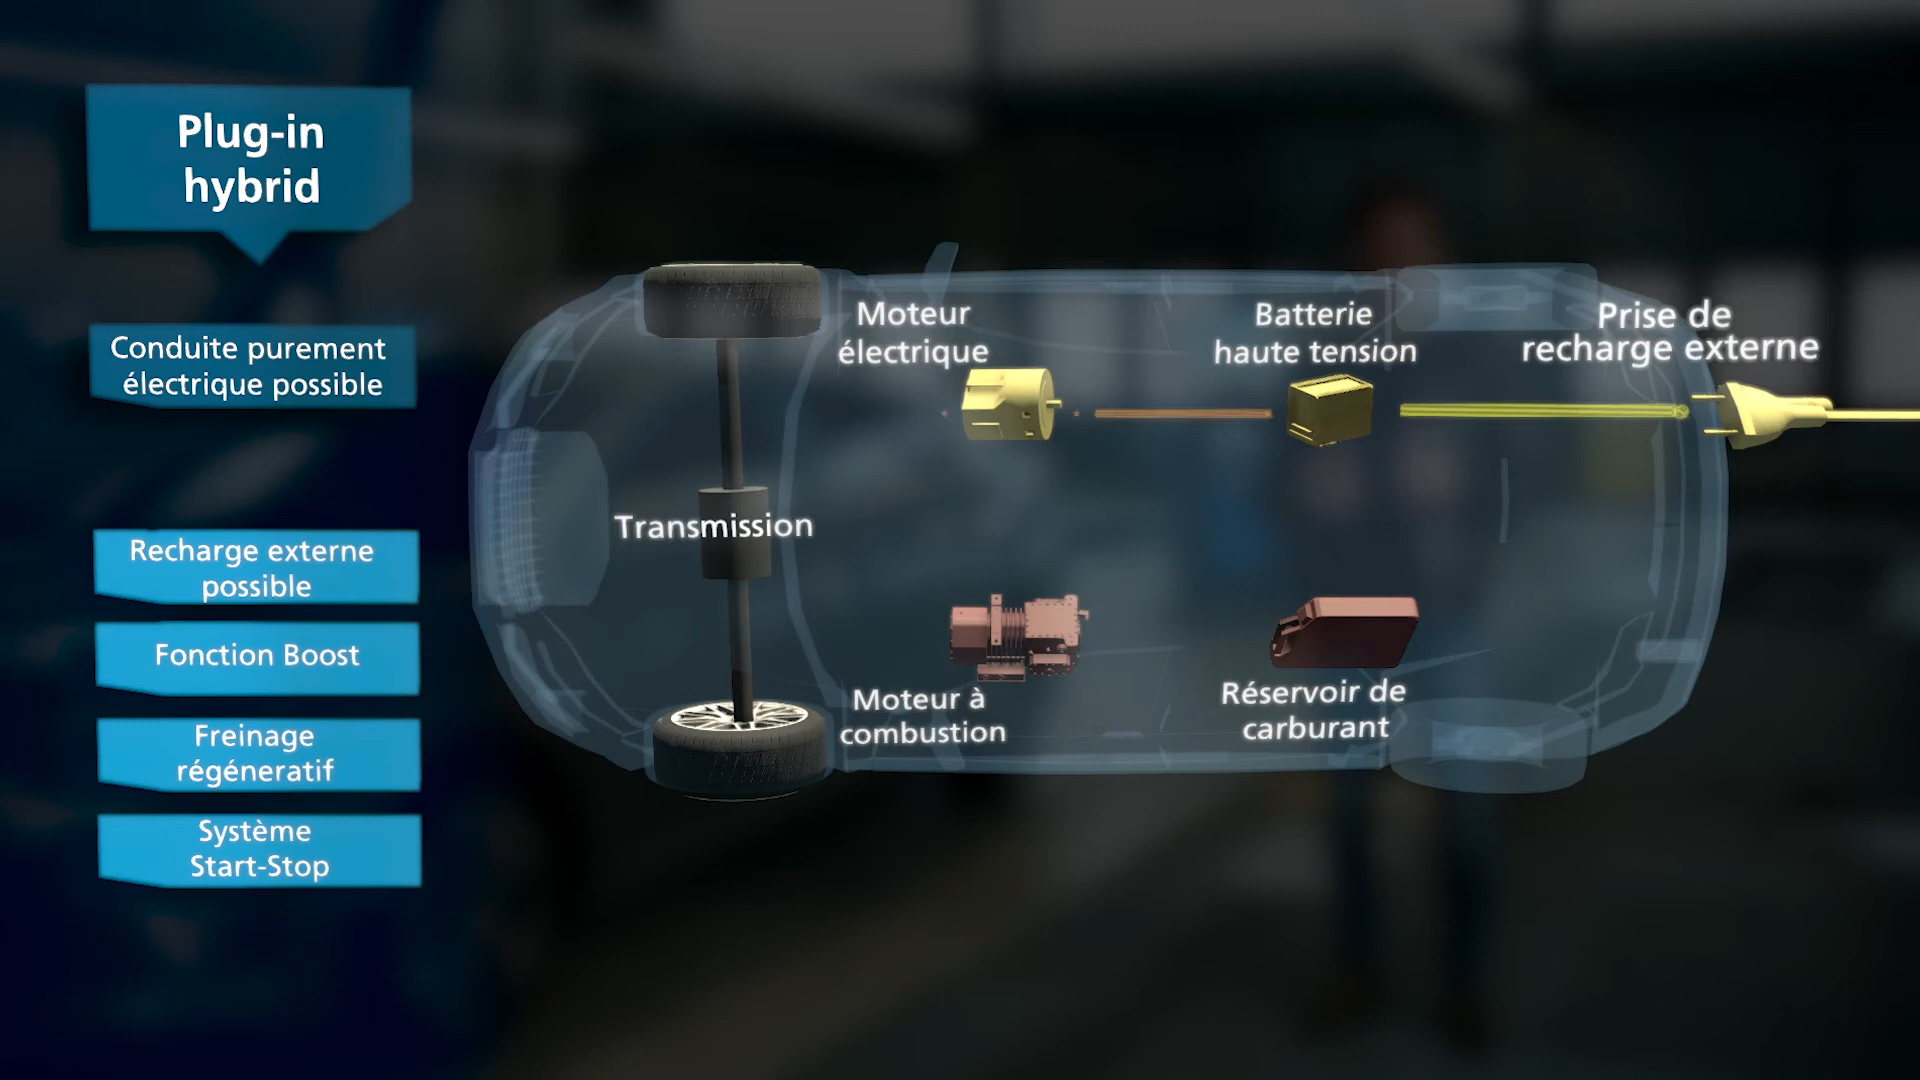 Plug-in
hybrid
Conduite purement
électrique possible
Recharge externe
possible
Fonction Boost
Freinage
régéneratif
Système
Start-Stop
Moteur
électrique
Batterie
haute tension
Prise de
recharge externe
Transmission
Moteur à
combustion
Réservoir de
carburant